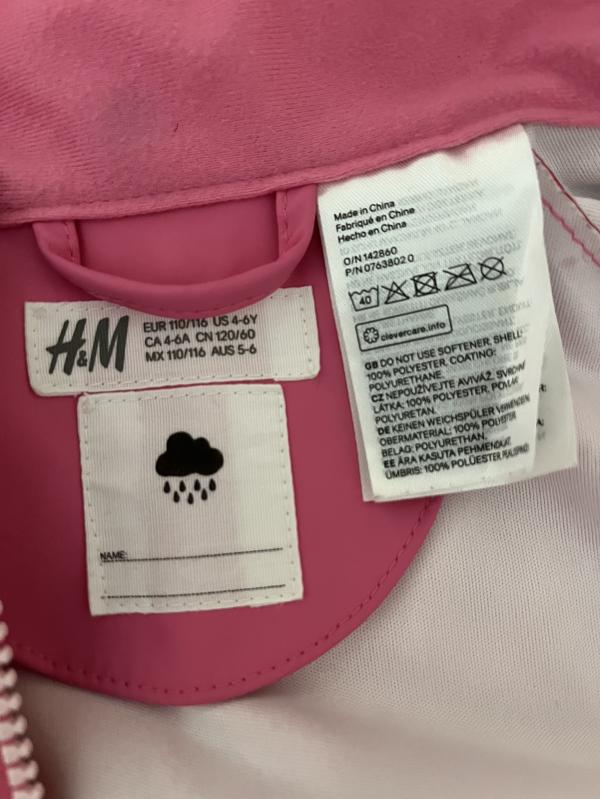 Made in China
Fabriqué en Chine
Hecho en China
O/N 142860
P/N 0763802 0
40
clevercare.info
GB DO NOT USE SOFTENER, SHELL:
100% POLYESTER, COATING:
POLYURETHANE.
CZ NEPOUŽÍVEJTE AVIVÁŽ, SVRCHNÍ
LÁTKA: 100% POLYESTER, POVLAK:
POLYURETAN.
DE KEINEN WEICHSPÜLER VERWENDEN,
OBERMATERIAL: 100% POLYESTER,
BELAG: POLYURETHAN.
EE ÄRA KASUTA PEHMENDAJAT,
ÜMBRIS: 100% POLÜESTER,
H&M
EUR 110/116 US 4-6Y
CA 4-6A CN 120/60
MX 110/116 AUS 5-6
NAME: